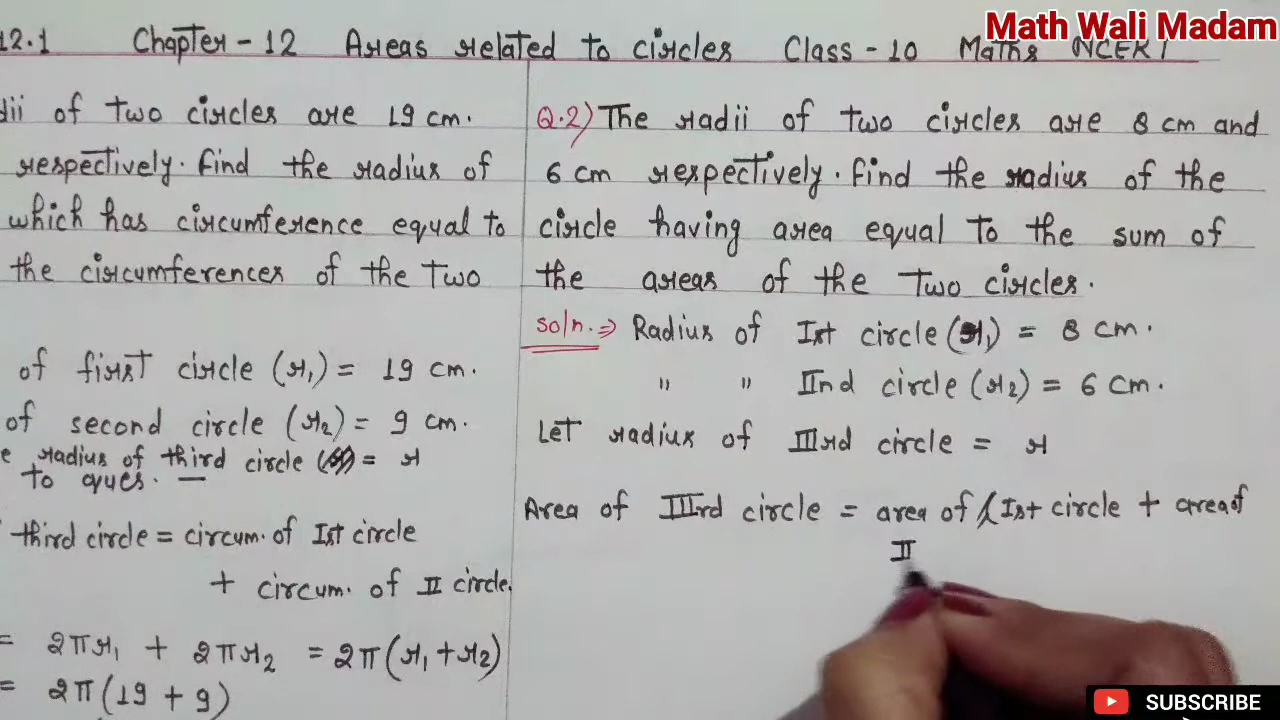 Math Wali Madam
12.1 Chapter - 12 Areas related to circles Class - 10 Maths NCERT
dii of two circles are 19 cm.
respectively. Find the radius of
which has circumference equal to
the circumferences of the two
of first circle (r₁) = 19 cm.
of second circle (r₂) = 9 cm.
e radius of third circle (r) = r
to ques. —
third circle = circum. of Ist circle
+ circum. of II circle.
= 2πr₁ + 2πr₂ = 2π(r₁ + r₂)
= 2π(19 + 9)
Q.2) The radii of two circles are 8 cm and
6 cm respectively. Find the radius of the
circle having area equal to the sum of
the areas of the two circles.
Soln. ⇒ Radius of Ist circle (r₁) = 8 cm.
" " IInd circle (r₂) = 6 cm.
Let radius of IIIrd circle = r
Area of IIIrd circle = area of Ist circle + area of
II
SUBSCRIBE